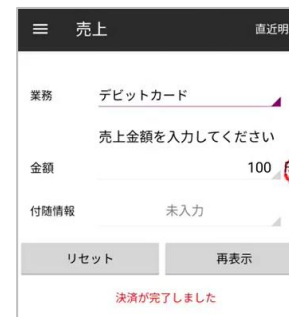 売上 直近明
業務 デビットカード
売上金額を入力してください
金額 100
付随情報 未入力
リセット 再表示
決済が完了しました